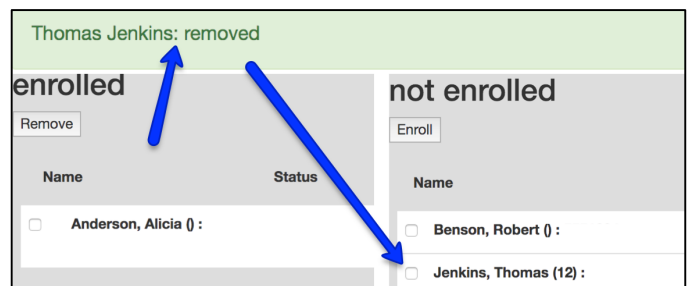 Thomas Jenkins: removed
enrolled
Remove
Name Status
Anderson, Alicia () :
not enrolled
Enroll
Name
Benson, Robert () :
Jenkins, Thomas (12) :